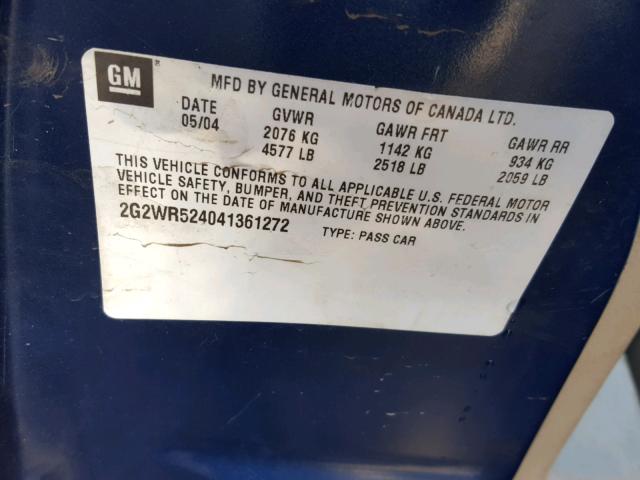 GM
MFD BY GENERAL MOTORS OF CANADA LTD.
DATE GVWR GAWR FRT GAWR RR
05/04 2076 KG 1142 KG 934 KG
4577 LB 2518 LB 2059 LB
THIS VEHICLE CONFORMS TO ALL APPLICABLE U.S. FEDERAL MOTOR
VEHICLE SAFETY, BUMPER, AND THEFT PREVENTION STANDARDS IN
EFFECT ON THE DATE OF MANUFACTURE SHOWN ABOVE.
2G2WR524041361272 TYPE: PASS CAR